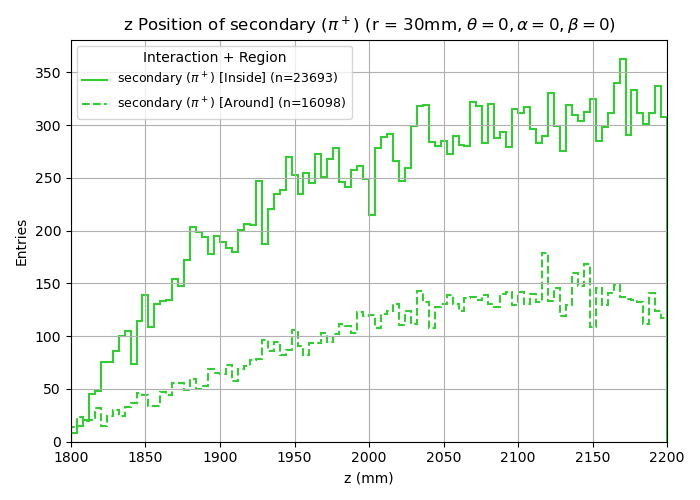 z Position of secondary (π⁺) (r = 30mm, θ = 0, α = 0, β = 0)
Interaction + Region
secondary (π⁺) [Inside] (n=23693)
secondary (π⁺) [Around] (n=16098)
Entries
350
300
250
200
150
100
50
0
1800 1850 1900 1950 2000 2050 2100 2150 2200
z (mm)